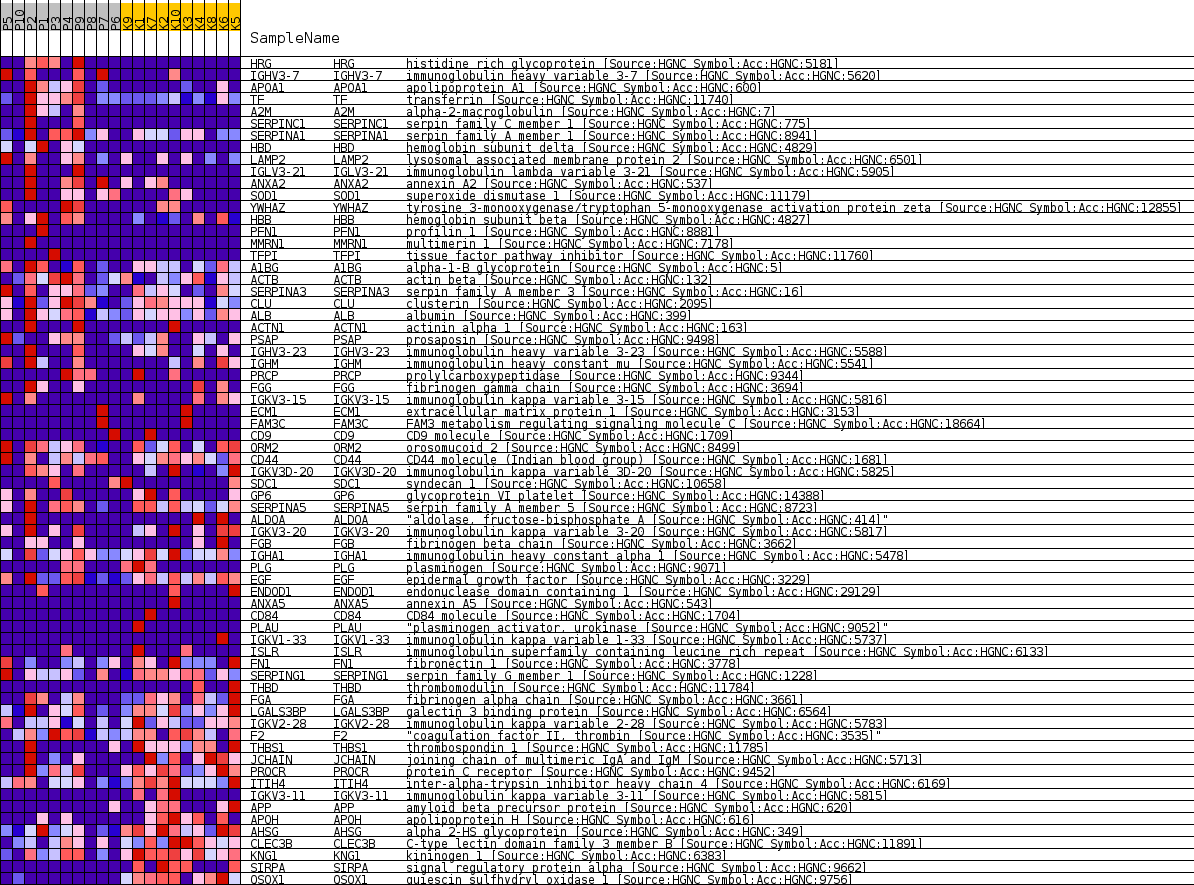 P5 P10 P2 P1 P3 P4 P9 P8 P7 P6 K9 K1 K7 K2 K10 K3 K4 K8 K6 K5
SampleName
HRG HRG histidine rich glycoprotein [Source:HGNC Symbol;Acc:HGNC:5181]
IGHV3-7 IGHV3-7 immunoglobulin heavy variable 3-7 [Source:HGNC Symbol;Acc:HGNC:5620]
APOA1 APOA1 apolipoprotein A1 [Source:HGNC Symbol;Acc:HGNC:600]
TF TF transferrin [Source:HGNC Symbol;Acc:HGNC:11740]
A2M A2M alpha-2-macroglobulin [Source:HGNC Symbol;Acc:HGNC:7]
SERPINC1 SERPINC1 serpin family C member 1 [Source:HGNC Symbol;Acc:HGNC:775]
SERPINA1 SERPINA1 serpin family A member 1 [Source:HGNC Symbol;Acc:HGNC:8941]
HBD HBD hemoglobin subunit delta [Source:HGNC Symbol;Acc:HGNC:4829]
LAMP2 LAMP2 lysosomal associated membrane protein 2 [Source:HGNC Symbol;Acc:HGNC:6501]
IGLV3-21 IGLV3-21 immunoglobulin lambda variable 3-21 [Source:HGNC Symbol;Acc:HGNC:5905]
ANXA2 ANXA2 annexin A2 [Source:HGNC Symbol;Acc:HGNC:537]
SOD1 SOD1 superoxide dismutase 1 [Source:HGNC Symbol;Acc:HGNC:11179]
YWHAZ YWHAZ tyrosine 3-monooxygenase/tryptophan 5-monooxygenase activation protein zeta [Source:HGNC Symbol;Acc:HGNC:12855]
HBB HBB hemoglobin subunit beta [Source:HGNC Symbol;Acc:HGNC:4827]
PFN1 PFN1 profilin 1 [Source:HGNC Symbol;Acc:HGNC:8881]
MMRN1 MMRN1 multimerin 1 [Source:HGNC Symbol;Acc:HGNC:7178]
TFPI TFPI tissue factor pathway inhibitor [Source:HGNC Symbol;Acc:HGNC:11760]
A1BG A1BG alpha-1-B glycoprotein [Source:HGNC Symbol;Acc:HGNC:5]
ACTB ACTB actin beta [Source:HGNC Symbol;Acc:HGNC:132]
SERPINA3 SERPINA3 serpin family A member 3 [Source:HGNC Symbol;Acc:HGNC:16]
CLU CLU clusterin [Source:HGNC Symbol;Acc:HGNC:2095]
ALB ALB albumin [Source:HGNC Symbol;Acc:HGNC:399]
ACTN1 ACTN1 actinin alpha 1 [Source:HGNC Symbol;Acc:HGNC:163]
PSAP PSAP prosaposin [Source:HGNC Symbol;Acc:HGNC:9498]
IGHV3-23 IGHV3-23 immunoglobulin heavy variable 3-23 [Source:HGNC Symbol;Acc:HGNC:5588]
IGHM IGHM immunoglobulin heavy constant mu [Source:HGNC Symbol;Acc:HGNC:5541]
PRCP PRCP prolylcarboxypeptidase [Source:HGNC Symbol;Acc:HGNC:9344]
FGG FGG fibrinogen gamma chain [Source:HGNC Symbol;Acc:HGNC:3694]
IGKV3-15 IGKV3-15 immunoglobulin kappa variable 3-15 [Source:HGNC Symbol;Acc:HGNC:5816]
ECM1 ECM1 extracellular matrix protein 1 [Source:HGNC Symbol;Acc:HGNC:3153]
FAM3C FAM3C FAM3 metabolism regulating signaling molecule C [Source:HGNC Symbol;Acc:HGNC:18664]
CD9 CD9 CD9 molecule [Source:HGNC Symbol;Acc:HGNC:1709]
ORM2 ORM2 orosomucoid 2 [Source:HGNC Symbol;Acc:HGNC:8499]
CD44 CD44 CD44 molecule (Indian blood group) [Source:HGNC Symbol;Acc:HGNC:1681]
IGKV3D-20 IGKV3D-20 immunoglobulin kappa variable 3D-20 [Source:HGNC Symbol;Acc:HGNC:5825]
SDC1 SDC1 syndecan 1 [Source:HGNC Symbol;Acc:HGNC:10658]
GP6 GP6 glycoprotein VI platelet [Source:HGNC Symbol;Acc:HGNC:14388]
SERPINA5 SERPINA5 serpin family A member 5 [Source:HGNC Symbol;Acc:HGNC:8723]
ALDOA ALDOA "aldolase, fructose-bisphosphate A [Source:HGNC Symbol;Acc:HGNC:414]"
IGKV3-20 IGKV3-20 immunoglobulin kappa variable 3-20 [Source:HGNC Symbol;Acc:HGNC:5817]
FGB FGB fibrinogen beta chain [Source:HGNC Symbol;Acc:HGNC:3662]
IGHA1 IGHA1 immunoglobulin heavy constant alpha 1 [Source:HGNC Symbol;Acc:HGNC:5478]
PLG PLG plasminogen [Source:HGNC Symbol;Acc:HGNC:9071]
EGF EGF epidermal growth factor [Source:HGNC Symbol;Acc:HGNC:3229]
ENDOD1 ENDOD1 endonuclease domain containing 1 [Source:HGNC Symbol;Acc:HGNC:29129]
ANXA5 ANXA5 annexin A5 [Source:HGNC Symbol;Acc:HGNC:543]
CD84 CD84 CD84 molecule [Source:HGNC Symbol;Acc:HGNC:1704]
PLAU PLAU "plasminogen activator, urokinase [Source:HGNC Symbol;Acc:HGNC:9052]"
IGKV1-33 IGKV1-33 immunoglobulin kappa variable 1-33 [Source:HGNC Symbol;Acc:HGNC:5737]
ISLR ISLR immunoglobulin superfamily containing leucine rich repeat [Source:HGNC Symbol;Acc:HGNC:6133]
FN1 FN1 fibronectin 1 [Source:HGNC Symbol;Acc:HGNC:3778]
SERPING1 SERPING1 serpin family G member 1 [Source:HGNC Symbol;Acc:HGNC:1228]
THBD THBD thrombomodulin [Source:HGNC Symbol;Acc:HGNC:11784]
FGA FGA fibrinogen alpha chain [Source:HGNC Symbol;Acc:HGNC:3661]
LGALS3BP LGALS3BP galectin 3 binding protein [Source:HGNC Symbol;Acc:HGNC:6564]
IGKV2-28 IGKV2-28 immunoglobulin kappa variable 2-28 [Source:HGNC Symbol;Acc:HGNC:5783]
F2 F2 "coagulation factor II, thrombin [Source:HGNC Symbol;Acc:HGNC:3535]"
THBS1 THBS1 thrombospondin 1 [Source:HGNC Symbol;Acc:HGNC:11785]
JCHAIN JCHAIN joining chain of multimeric IgA and IgM [Source:HGNC Symbol;Acc:HGNC:5713]
PROCR PROCR protein C receptor [Source:HGNC Symbol;Acc:HGNC:9452]
ITIH4 ITIH4 inter-alpha-trypsin inhibitor heavy chain 4 [Source:HGNC Symbol;Acc:HGNC:6169]
IGKV3-11 IGKV3-11 immunoglobulin kappa variable 3-11 [Source:HGNC Symbol;Acc:HGNC:5815]
APP APP amyloid beta precursor protein [Source:HGNC Symbol;Acc:HGNC:620]
APOH APOH apolipoprotein H [Source:HGNC Symbol;Acc:HGNC:616]
AHSG AHSG alpha 2-HS glycoprotein [Source:HGNC Symbol;Acc:HGNC:349]
CLEC3B CLEC3B C-type lectin domain family 3 member B [Source:HGNC Symbol;Acc:HGNC:11891]
KNG1 KNG1 kininogen 1 [Source:HGNC Symbol;Acc:HGNC:6383]
SIRPA SIRPA signal regulatory protein alpha [Source:HGNC Symbol;Acc:HGNC:9662]
QSOX1 QSOX1 quiescin sulfhydryl oxidase 1 [Source:HGNC Symbol;Acc:HGNC:9756]